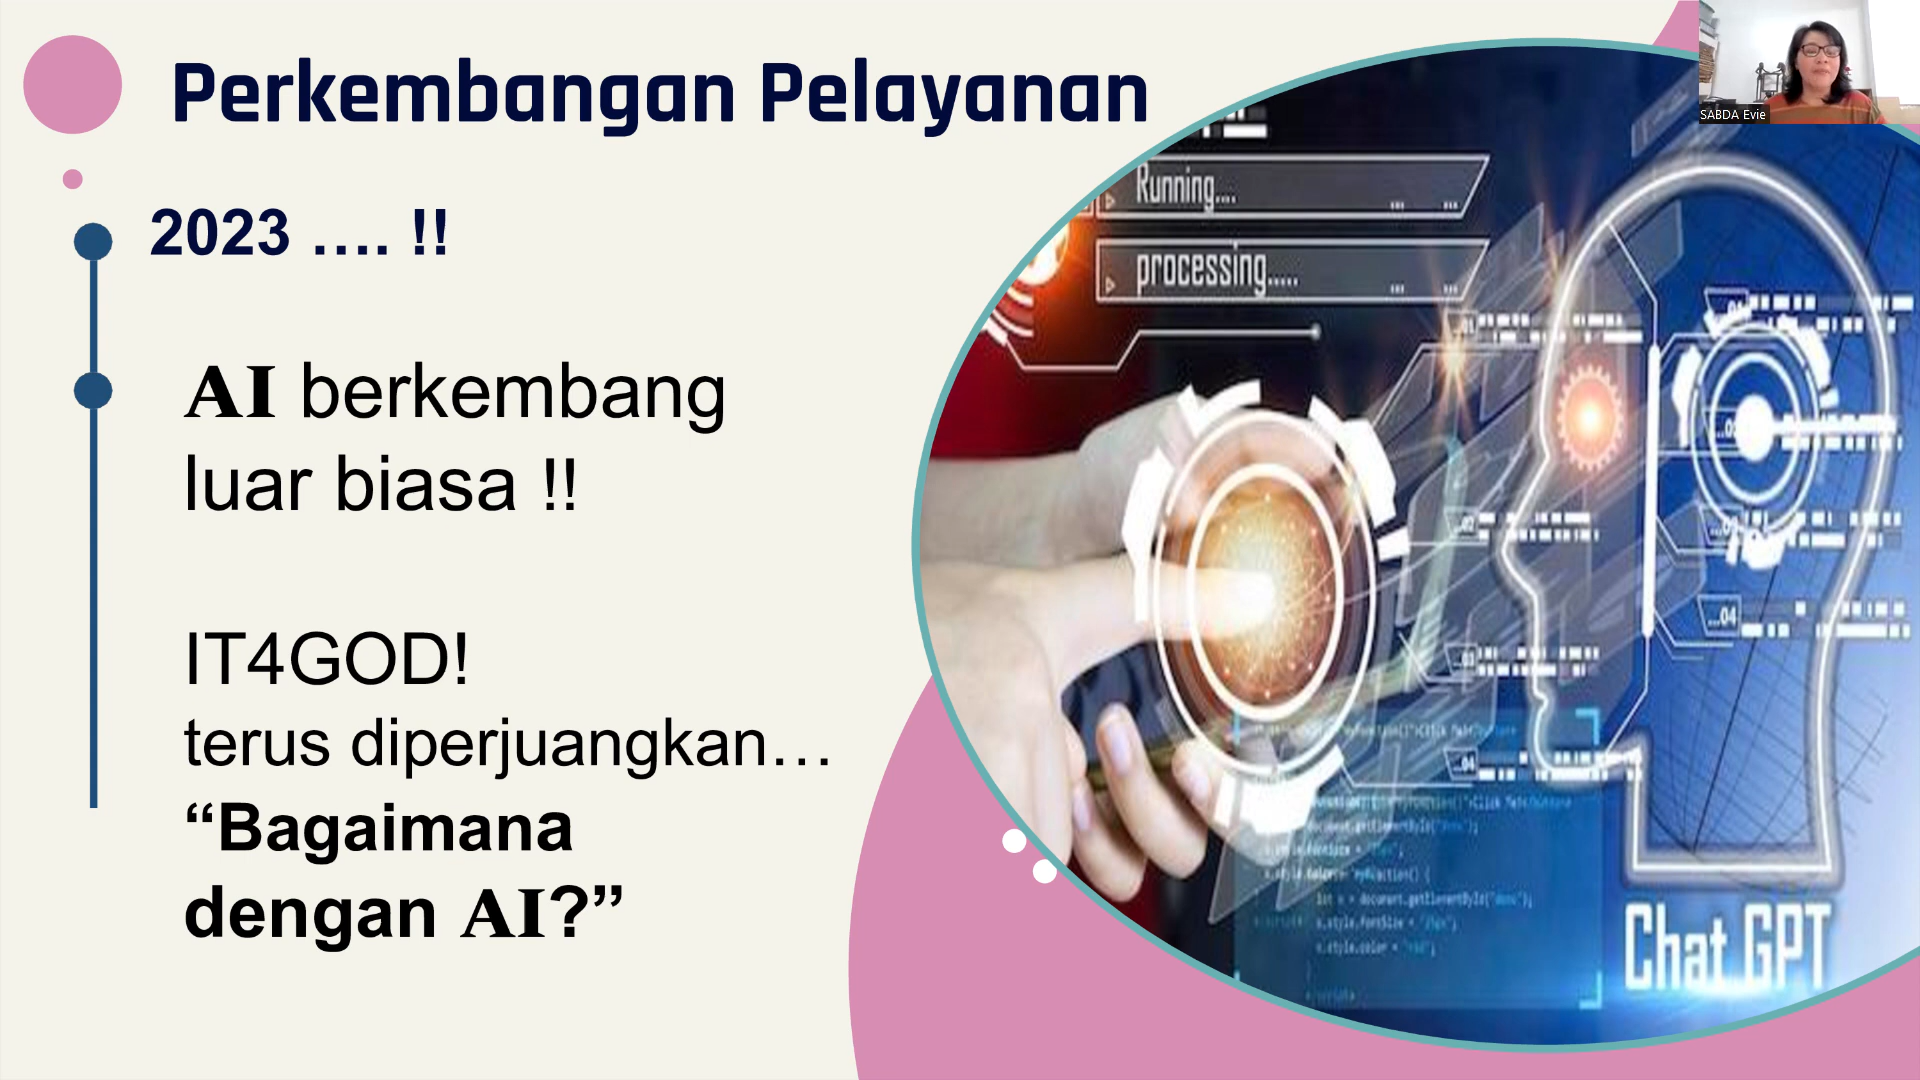 Perkembangan Pelayanan
SABDA Evie
2023 .... !!
AI berkembang
luar biasa !!
IT4GOD!
terus diperjuangkan...
“Bagaimana
dengan AI?”
Running....
processing.....
Chat GPT